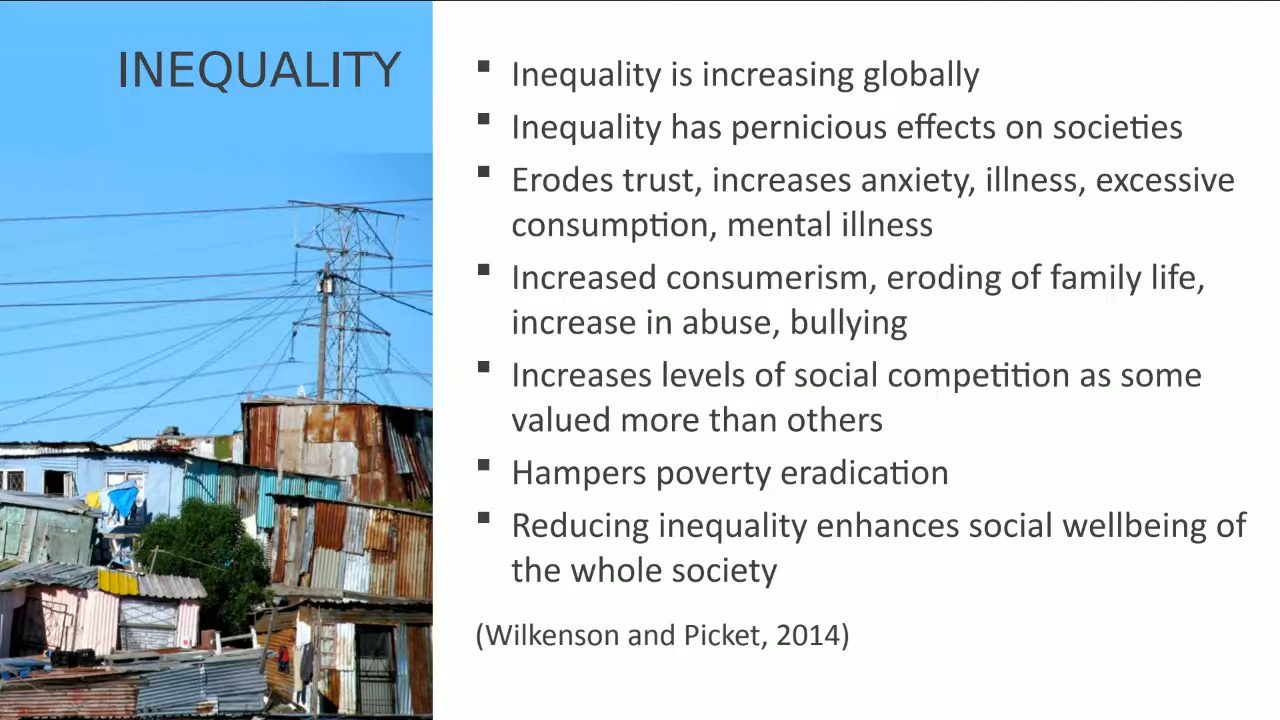 INEQUALITY
▪ Inequality is increasing globally
▪ Inequality has pernicious effects on societies
▪ Erodes trust, increases anxiety, illness, excessive
consumption, mental illness
▪ Increased consumerism, eroding of family life,
increase in abuse, bullying
▪ Increases levels of social competition as some
valued more than others
▪ Hampers poverty eradication
▪ Reducing inequality enhances social wellbeing of
the whole society
(Wilkenson and Picket, 2014)